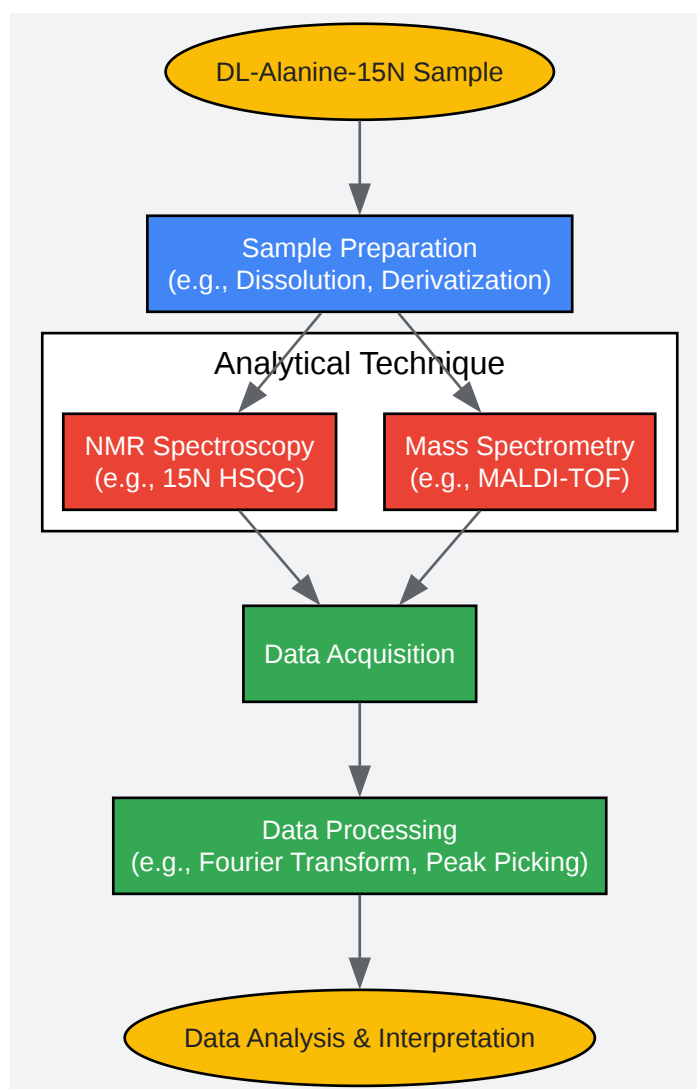 DL-Alanine-15N Sample
Sample Preparation
(e.g., Dissolution, Derivatization)
Analytical Technique
NMR Spectroscopy
(e.g., 15N HSQC)
Mass Spectrometry
(e.g., MALDI-TOF)
Data Acquisition
Data Processing
(e.g., Fourier Transform, Peak Picking)
Data Analysis & Interpretation